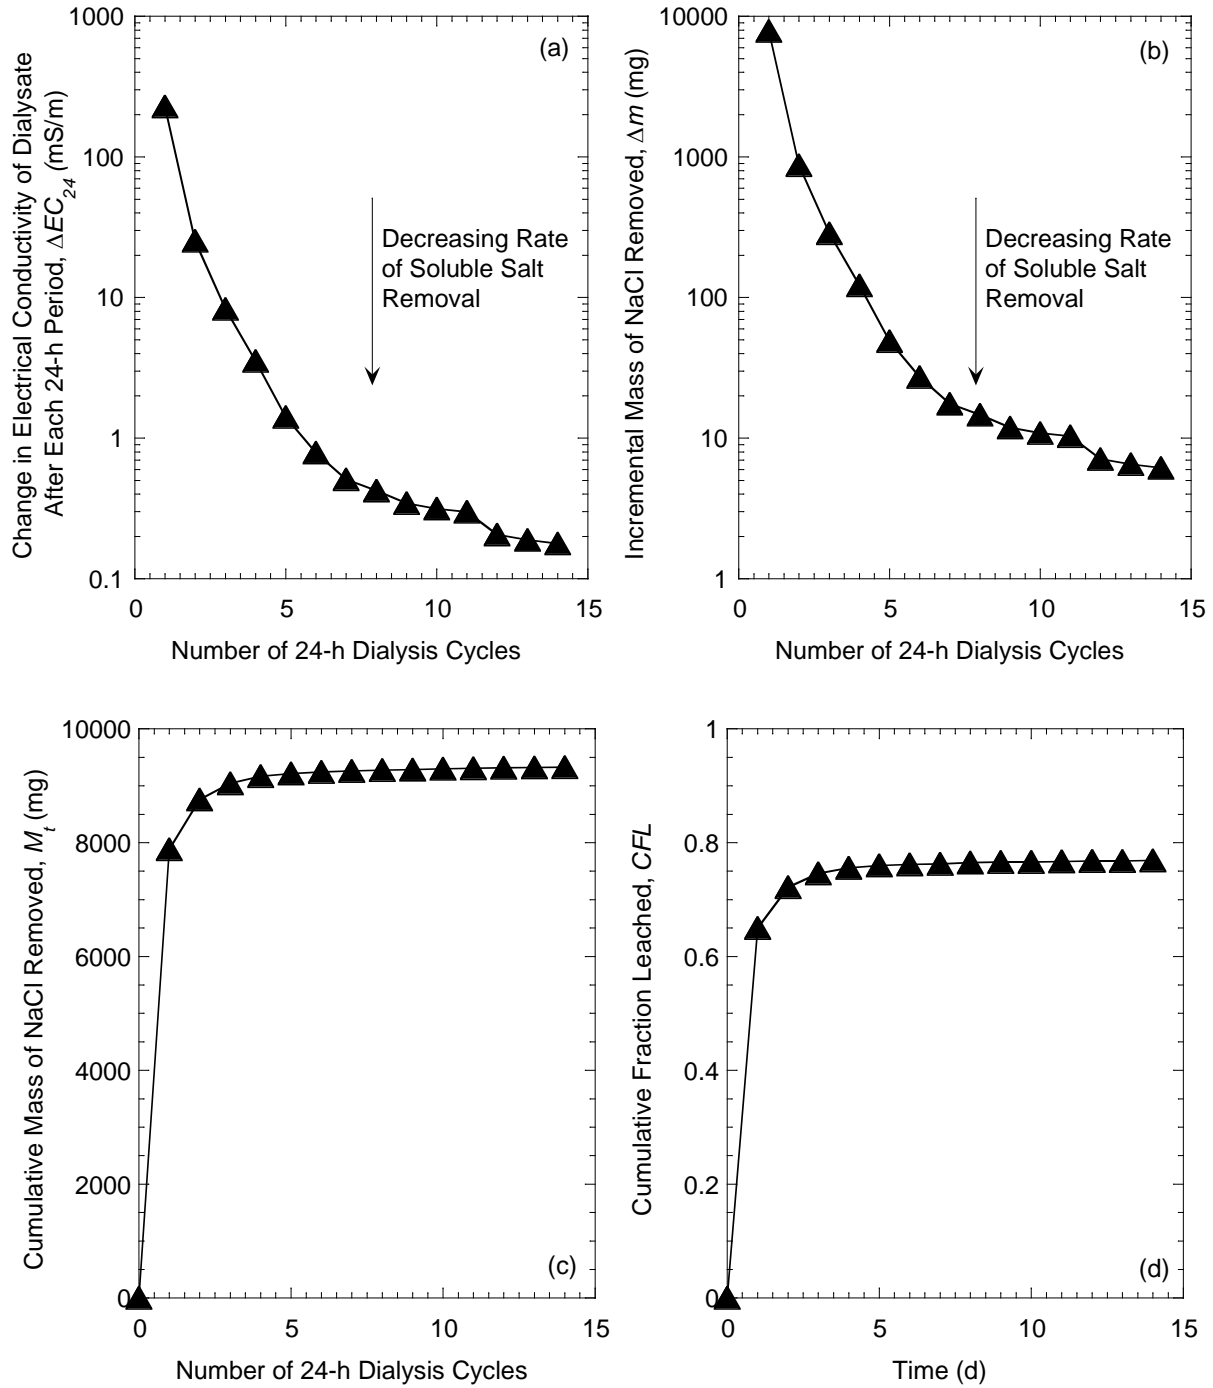 10000
1000
100
10
1
0.1
0
5
10
15
(a)
Decreasing Rate
of Soluble Salt
Removal
Change in Electrical Conductivity of Dialysate
After Each 24-h Period, ΔEC24 (mS/m)
Number of 24-h Dialysis Cycles
10000
1000
100
10
1
0
5
10
15
(b)
Decreasing Rate
of Soluble Salt
Removal
Incremental Mass of NaCl Removed, Δm (mg)
Number of 24-h Dialysis Cycles
10000
8000
6000
4000
2000
0
0
5
10
15
(c)
Cumulative Mass of NaCl Removed, Mt (mg)
Number of 24-h Dialysis Cycles
1
0.8
0.6
0.4
0.2
0
0
5
10
15
(d)
Cumulative Fraction Leached, CFL
Time (d)